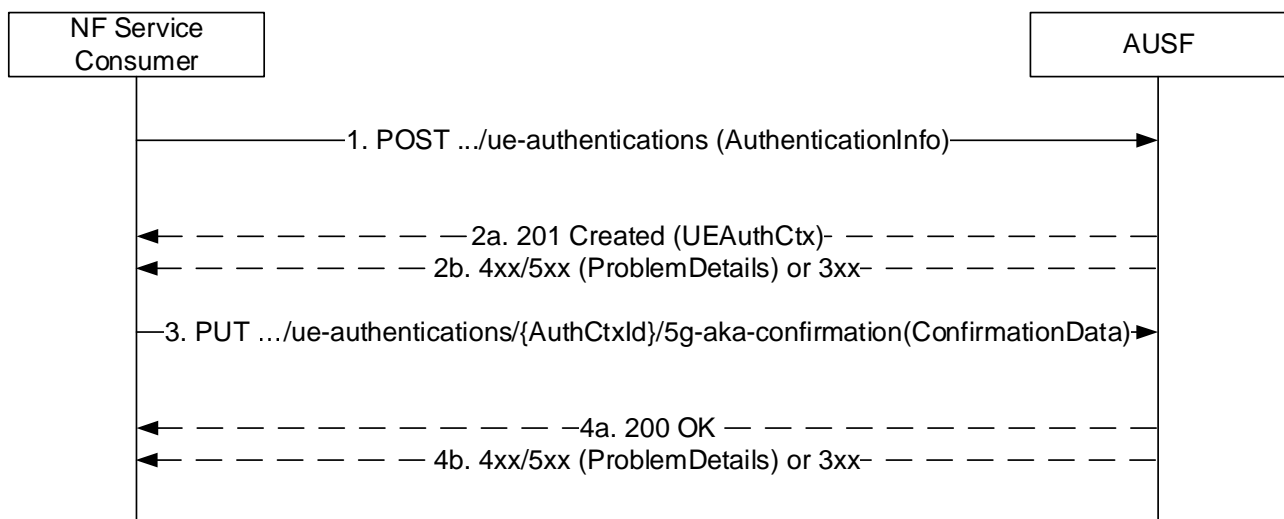 NF Service
Consumer
AUSF
1. POST .../ue-authentications (AuthenticationInfo)
2a. 201 Created (UEAuthCtx)
2b. 4xx/5xx (ProblemDetails) or 3xx
3. PUT .../ue-authentications/{AuthCtxId}/5g-aka-confirmation(ConfirmationData)
4a. 200 OK
4b. 4xx/5xx (ProblemDetails) or 3xx